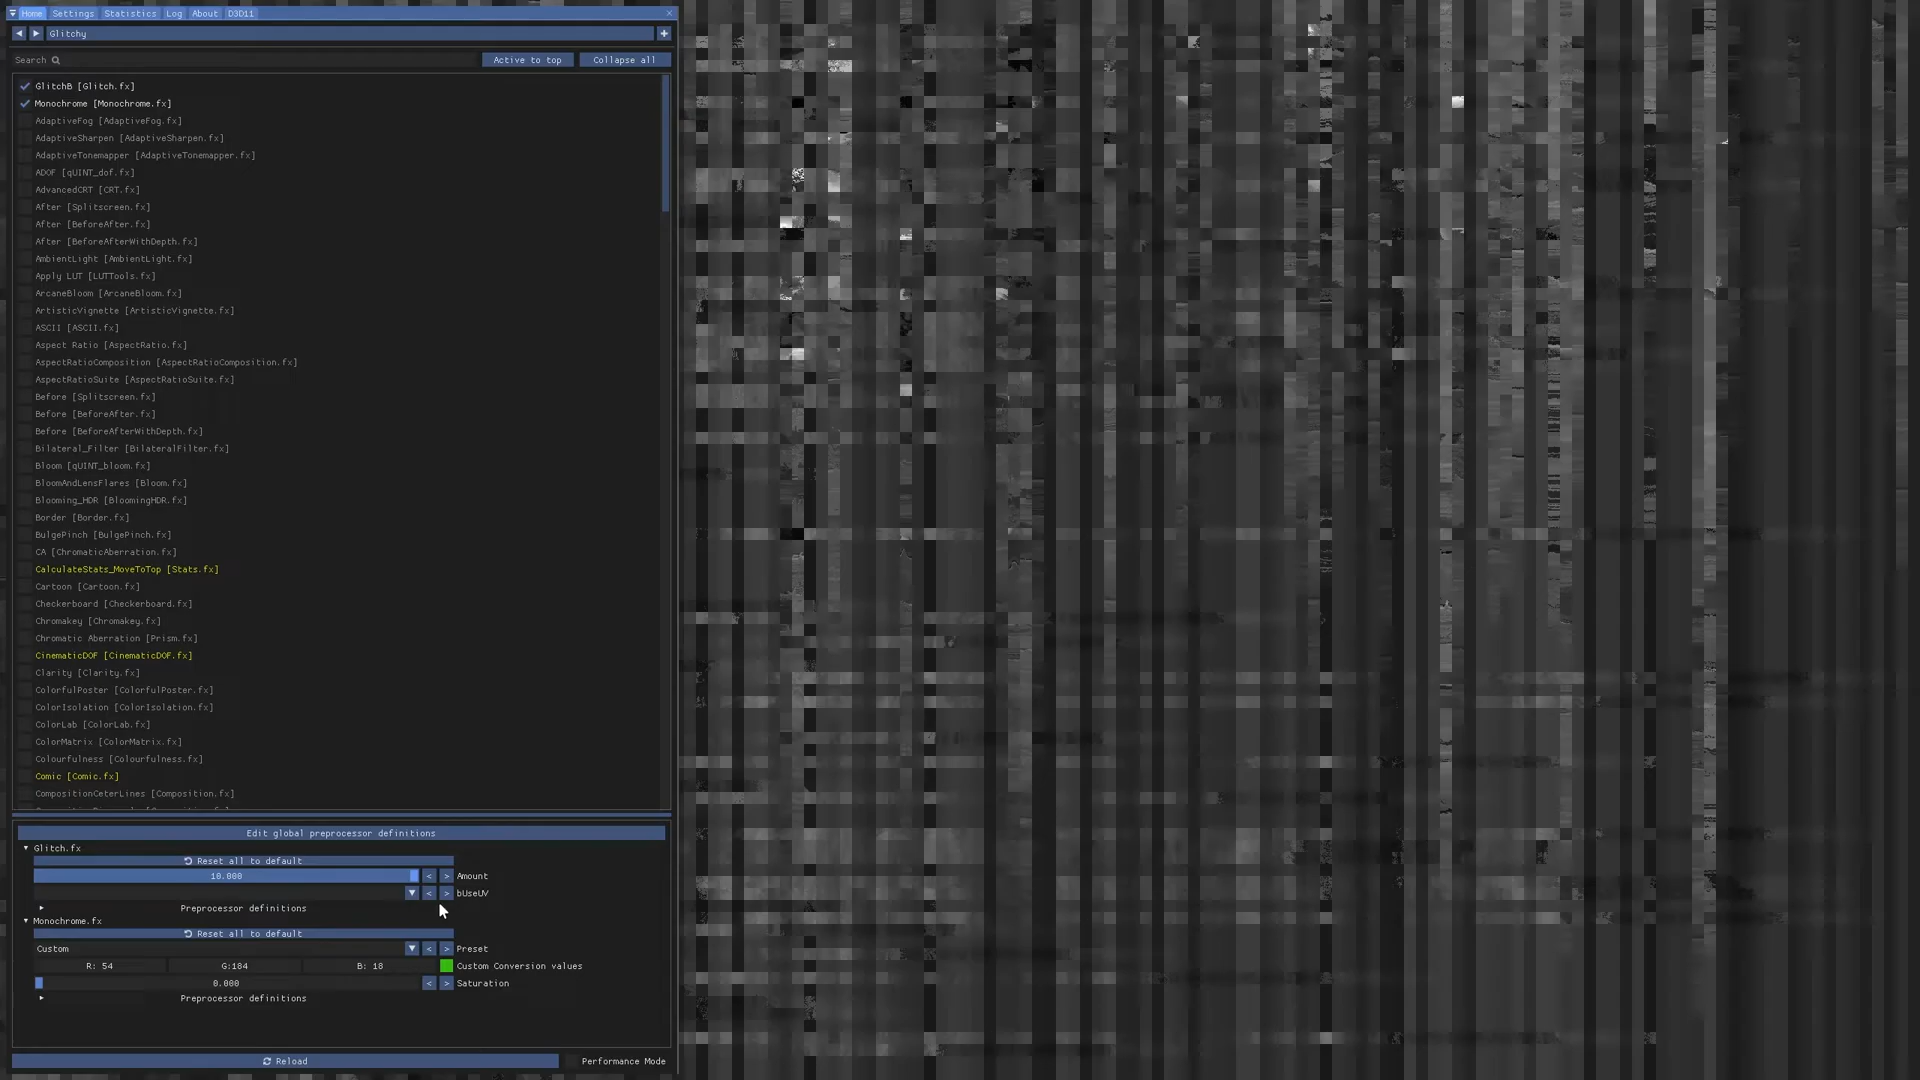 Home Settings Statistics Log About D3D11
Glitchy
Search Active to top Collapse all
GlitchB [Glitch.fx]
Monochrome [Monochrome.fx]
AdaptiveFog [AdaptiveFog.fx]
AdaptiveSharpen [AdaptiveSharpen.fx]
AdaptiveTonemapper [AdaptiveTonemapper.fx]
ADOF [qUINT_dof.fx]
AdvancedCRT [CRT.fx]
After [Splitscreen.fx]
After [BeforeAfter.fx]
After [BeforeAfterWithDepth.fx]
AmbientLight [AmbientLight.fx]
Apply LUT [LUTTools.fx]
ArcaneBloom [ArcaneBloom.fx]
ArtisticVignette [ArtisticVignette.fx]
ASCII [ASCII.fx]
Aspect Ratio [AspectRatio.fx]
AspectRatioComposition [AspectRatioComposition.fx]
AspectRatioSuite [AspectRatioSuite.fx]
Before [Splitscreen.fx]
Before [BeforeAfter.fx]
Before [BeforeAfterWithDepth.fx]
Bilateral_Filter [BilateralFilter.fx]
Bloom [qUINT_bloom.fx]
BloomAndLensFlares [Bloom.fx]
Blooming_HDR [BloomingHDR.fx]
Border [Border.fx]
BulgePinch [BulgePinch.fx]
CA [ChromaticAberration.fx]
CalculateStats_MoveToTop [Stats.fx]
Cartoon [Cartoon.fx]
Checkerboard [Checkerboard.fx]
Chromakey [Chromakey.fx]
Chromatic Aberration [Prism.fx]
CinematicDOF [CinematicDOF.fx]
Clarity [Clarity.fx]
ColorfulPoster [ColorfulPoster.fx]
ColorIsolation [ColorIsolation.fx]
ColorLab [ColorLab.fx]
ColorMatrix [ColorMatrix.fx]
Colourfulness [Colourfulness.fx]
Comic [Comic.fx]
CompositionCeterLines [Composition.fx]
Edit global preprocessor definitions
Glitch.fx
Reset all to default
10.000 < > Amount
< > bUseUV
Preprocessor definitions
Monochrome.fx
Reset all to default
Custom < > Preset
R: 54 G:184 B: 18 Custom Conversion values
0.000 < > Saturation
Preprocessor definitions
Reload Performance Mode